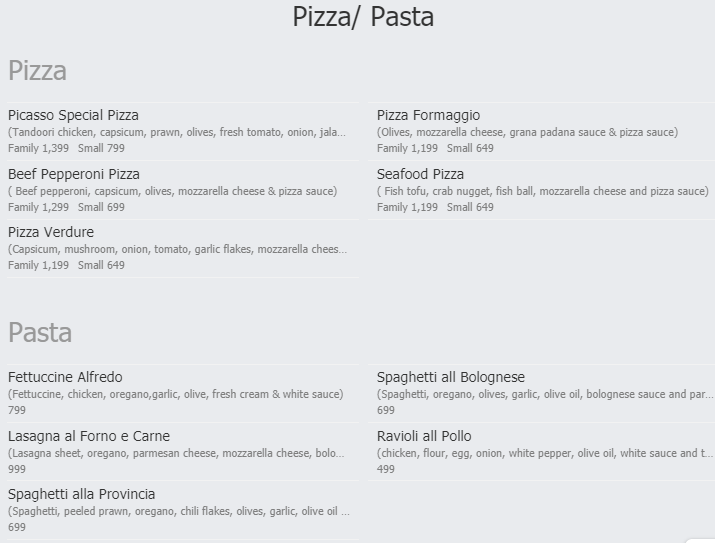 Pizza/ Pasta
Pizza
Picasso Special Pizza
(Tandoori chicken, capsicum, prawn, olives, fresh tomato, onion, jala...
Family 1,399 Small 799
Pizza Formaggio
(Olives, mozzarella cheese, grana padana sauce & pizza sauce)
Family 1,199 Small 649
Beef Pepperoni Pizza
( Beef pepperoni, capsicum, olives, mozzarella cheese & pizza sauce)
Family 1,299 Small 699
Seafood Pizza
( Fish tofu, crab nugget, fish ball, mozzarella cheese and pizza sauce)
Family 1,199 Small 649
Pizza Verdure
(Capsicum, mushroom, onion, tomato, garlic flakes, mozzarella chees...
Family 1,199 Small 649
Pasta
Fettuccine Alfredo
(Fettuccine, chicken, oregano,garlic, olive, fresh cream & white sauce)
799
Spaghetti all Bolognese
(Spaghetti, oregano, olives, garlic, olive oil, bolognese sauce and par...
699
Lasagna al Forno e Carne
(Lasagna sheet, oregano, parmesan cheese, mozzarella cheese, bolo...
999
Ravioli all Pollo
(chicken, flour, egg, onion, white pepper, olive oil, white sauce and t...
499
Spaghetti alla Provincia
(Spaghetti, peeled prawn, oregano, chili flakes, olives, garlic, olive oil ...
699